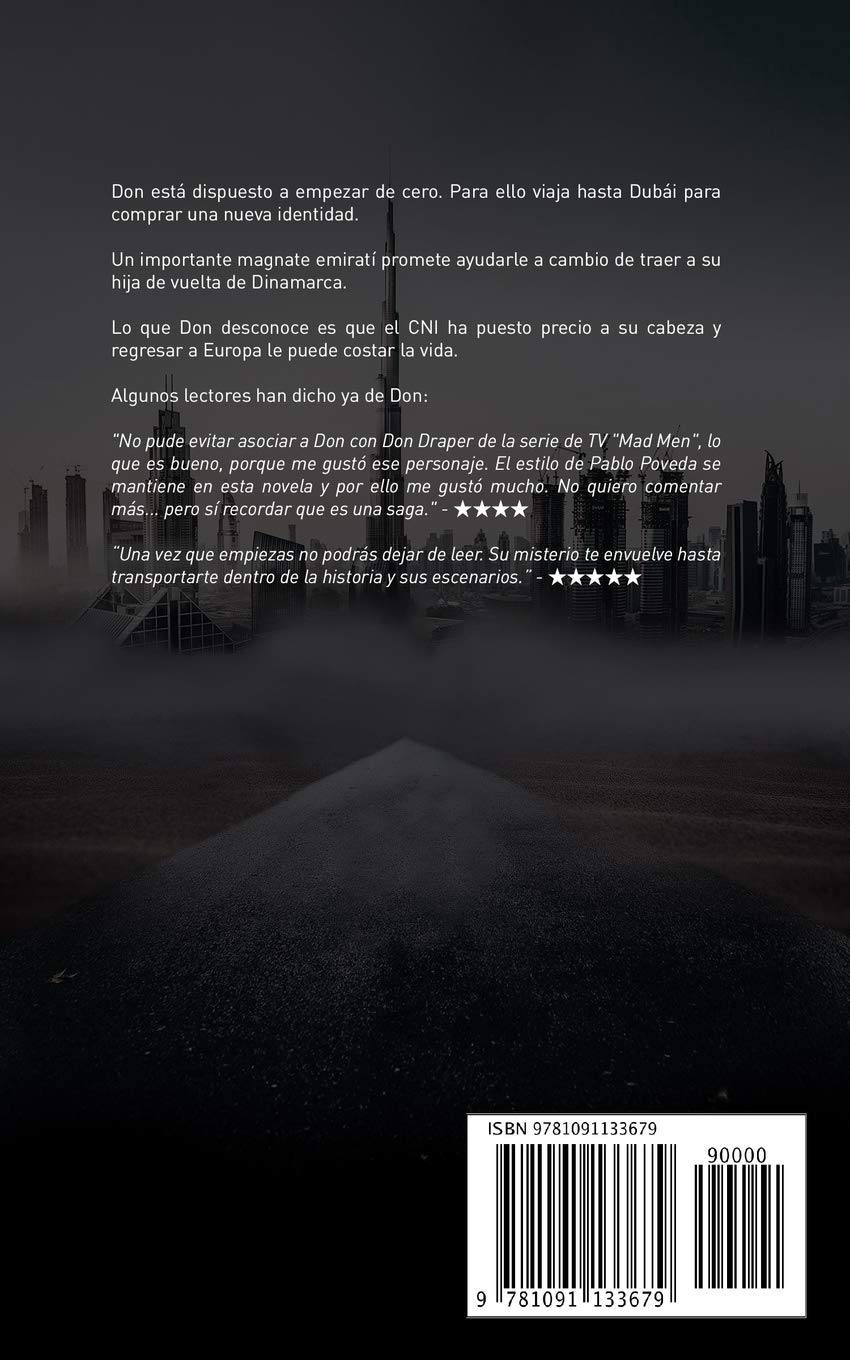 Don está dispuesto a empezar de cero. Para ello viaja hasta Dubái para
comprar una nueva identidad.
Un importante magnate emiratí promete ayudarle a cambio de traer a su
hija de vuelta de Dinamarca.
Lo que Don desconoce es que el CNI ha puesto precio a su cabeza y
regresar a Europa le puede costar la vida.
Algunos lectores han dicho ya de Don:
"No pude evitar asociar a Don con Don Draper de la serie de TV "Mad Men", lo
que es bueno, porque me gustó ese personaje. El estilo de Pablo Poveda se
mantiene en esta novela y por ello me gustó mucho. No quiero comentar
más... pero sí recordar que es una saga." - ★★★★
"Una vez que empiezas no podrás dejar de leer. Su misterio te envuelve hasta
transportarte dentro de la historia y sus escenarios." - ★★★★★
ISBN 9781091133679
90000
9 781091 133679